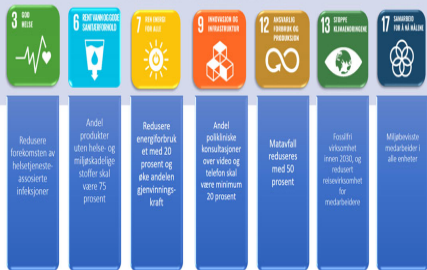 3 GOD
HELSE
6 RENT VANN OG GODE
SANITÆRFORHOLD
7 REN ENERGI
FOR ALLE
9 INNOVASJON OG
INFRASTRUKTUR
12 ANSVARLIG
FORBRUK OG
PRODUKSJON
13 STOPPE
KLIMAENDRINGENE
17 SAMARBEID
FOR Å NÅ MÅLENE
Redusere
forekomsten av
helsetjeneste-
assosierte
infeksjoner
Andel
produkter
uten helse- og
miljøskadelige
stoffer skal
være 75
prosent
Redusere
energiforbruk
et med 20
prosent og
øke andelen
gjenvinnings-
kraft
Andel
polikliniske
konsultasjoner
over video og
telefon skal
være minimum
20 prosent
Matavfall
reduseres
med 50
prosent
Fossilfri
virksomhet
innen 2030, og
redusert
reisevirksomhet
for
medarbeidere
Miljøbevisste
medarbeidere i
alle enheter